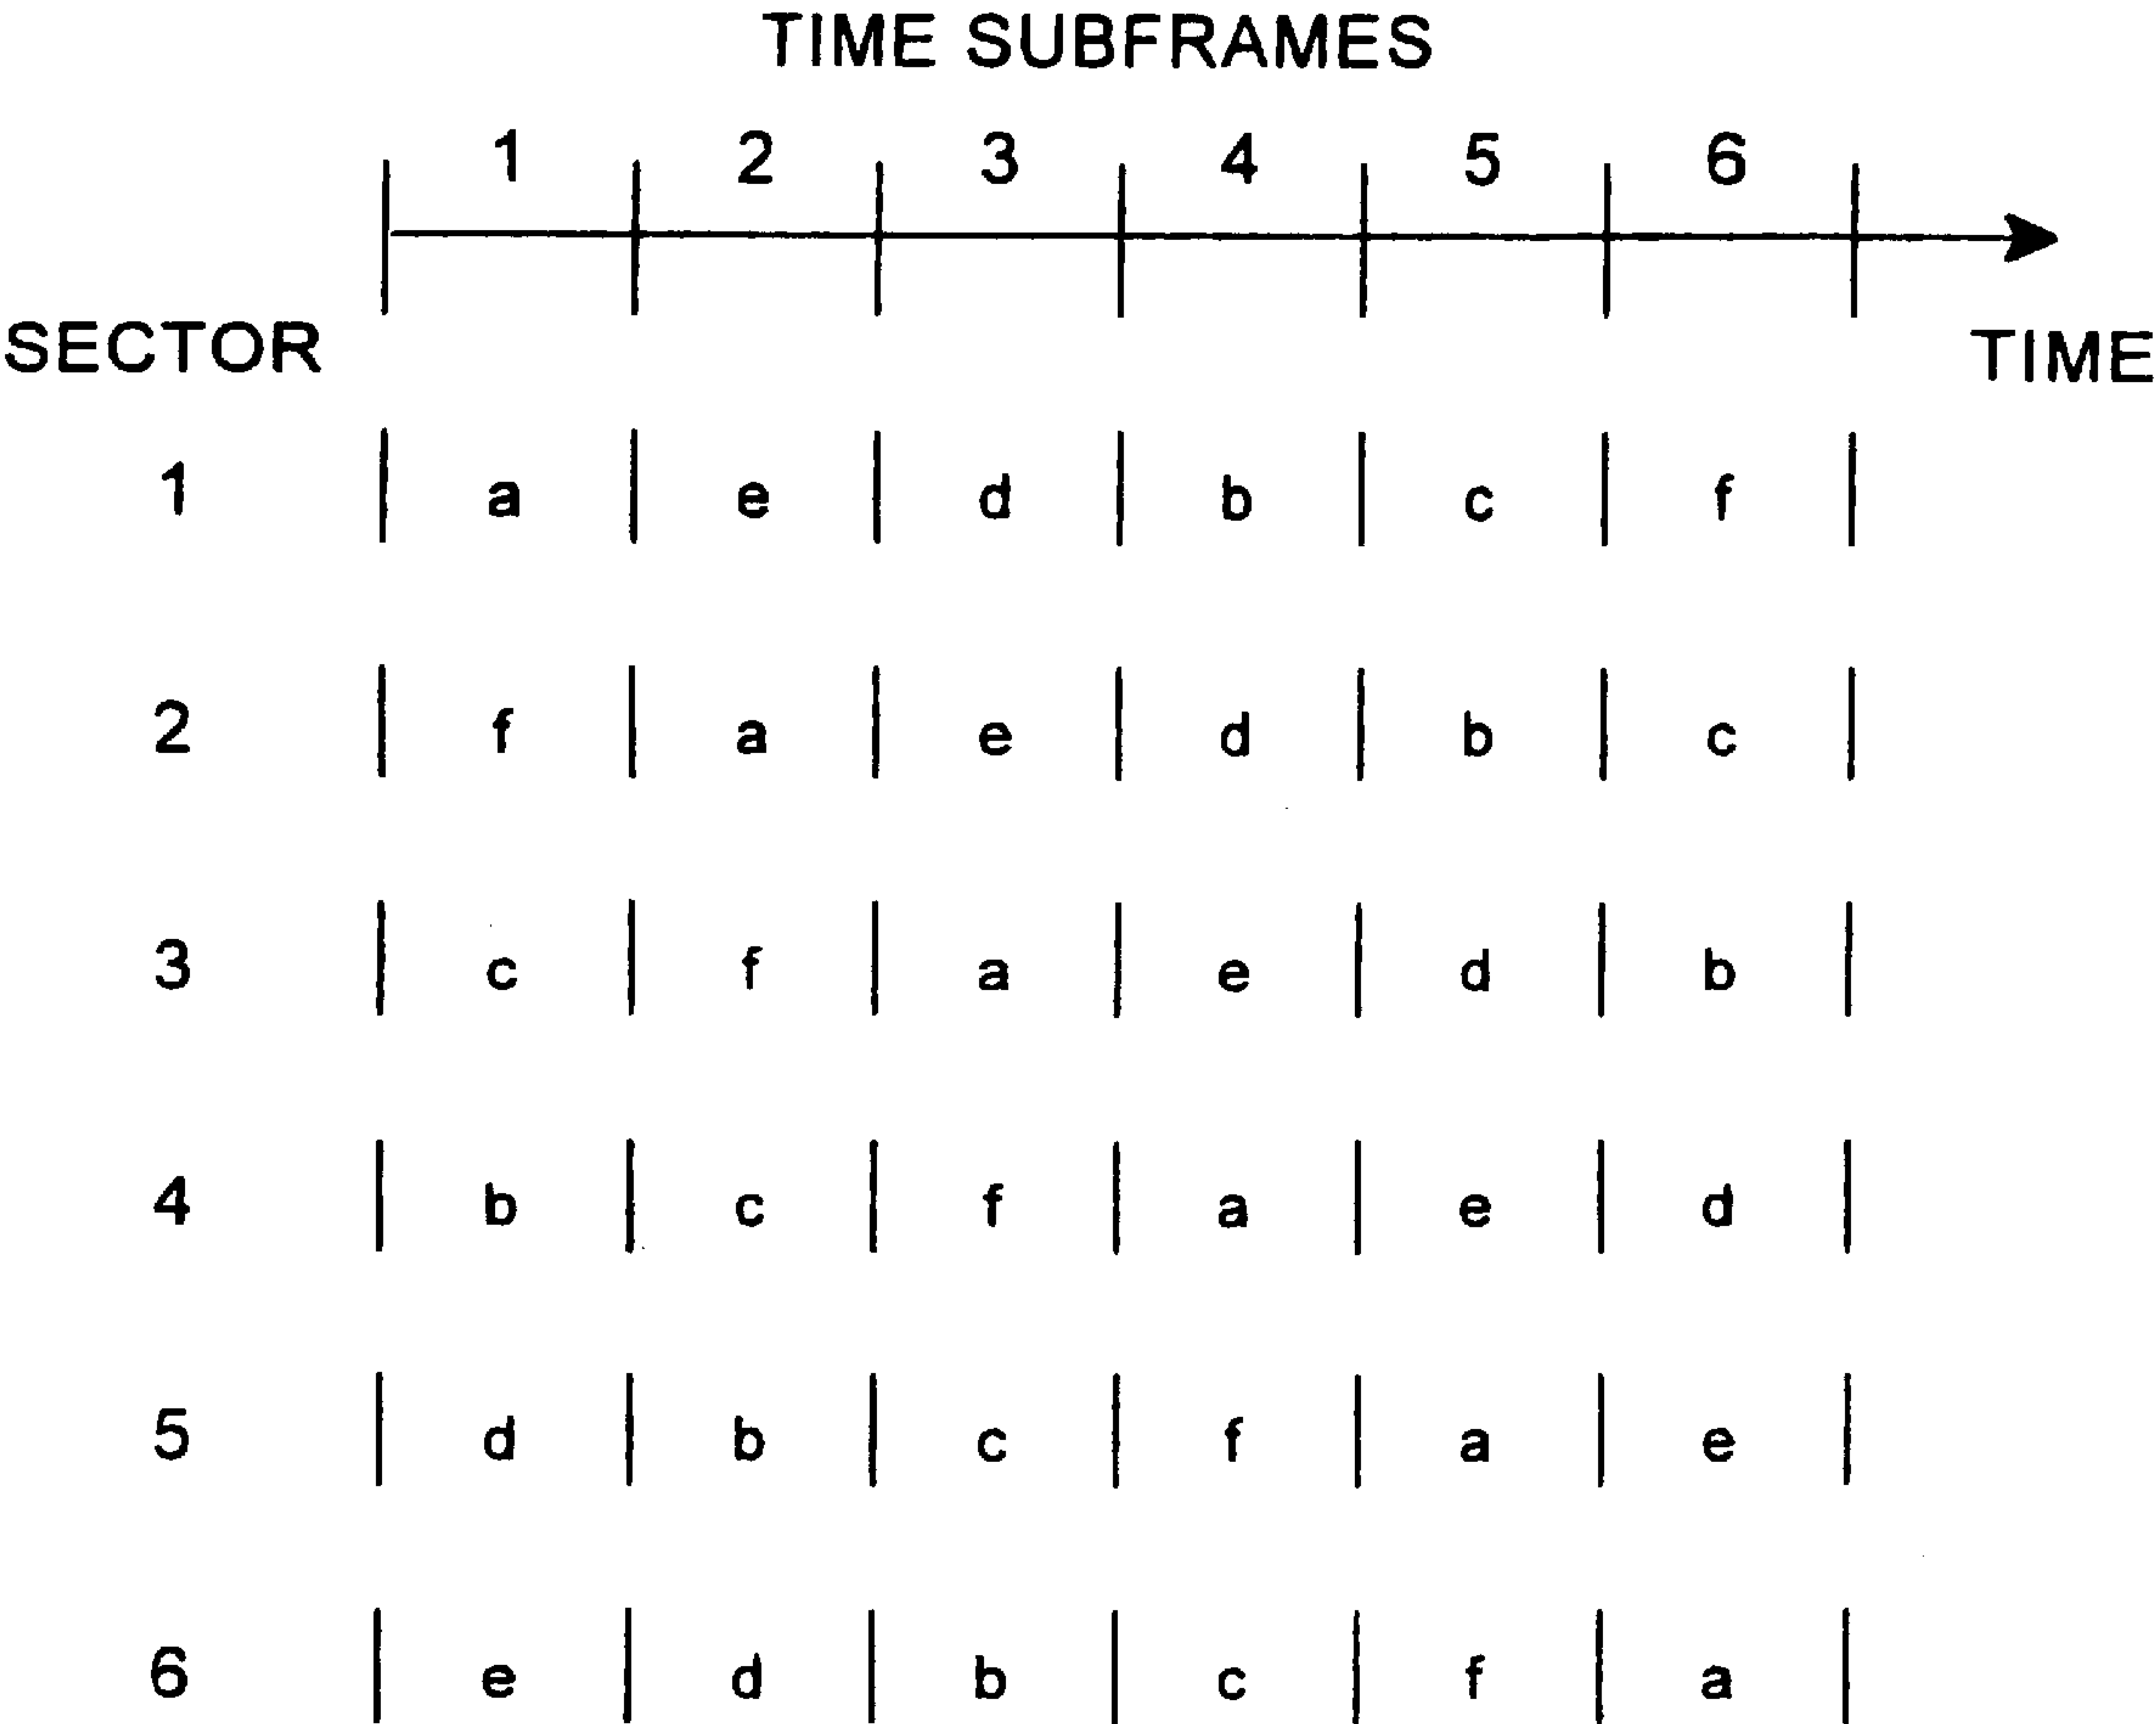 TIME SUBFRAMES
1 2 3 4 5 6
SECTOR TIME
1 a e d b c f
2 f a e d b c
3 c f a e d b
4 b c f a e d
5 d b c f a e
6 e d b c f a